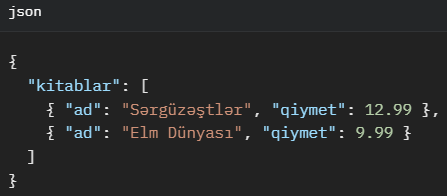 json
{
  "kitablar": [
    { "ad": "Sərgüzəştlər", "qiymet": 12.99 },
    { "ad": "Elm Dünyası", "qiymet": 9.99 }
  ]
}